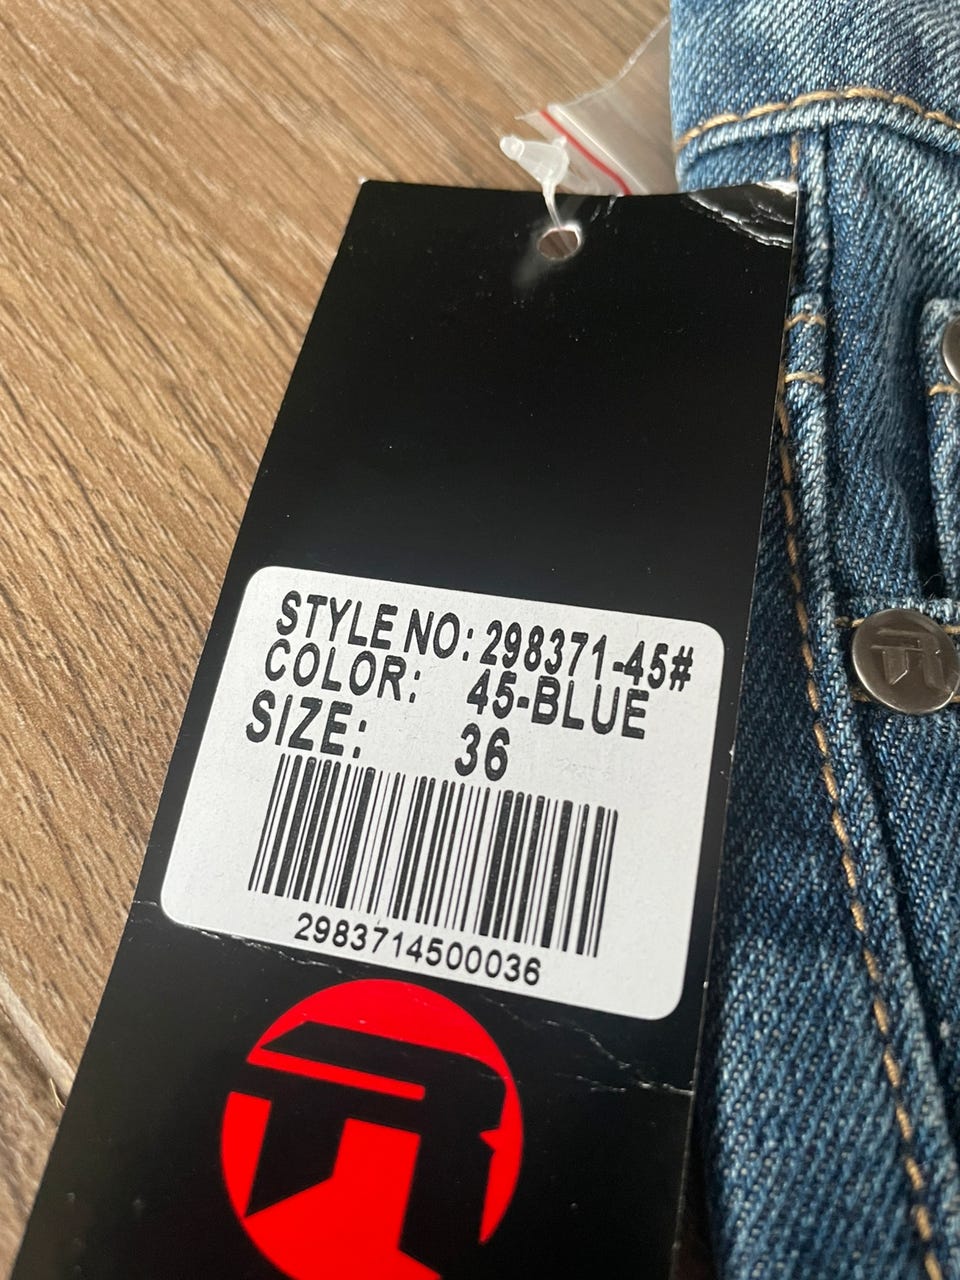 STYLE NO: 298371-45#
COLOR: 45-BLUE
SIZE: 36
2983714500036